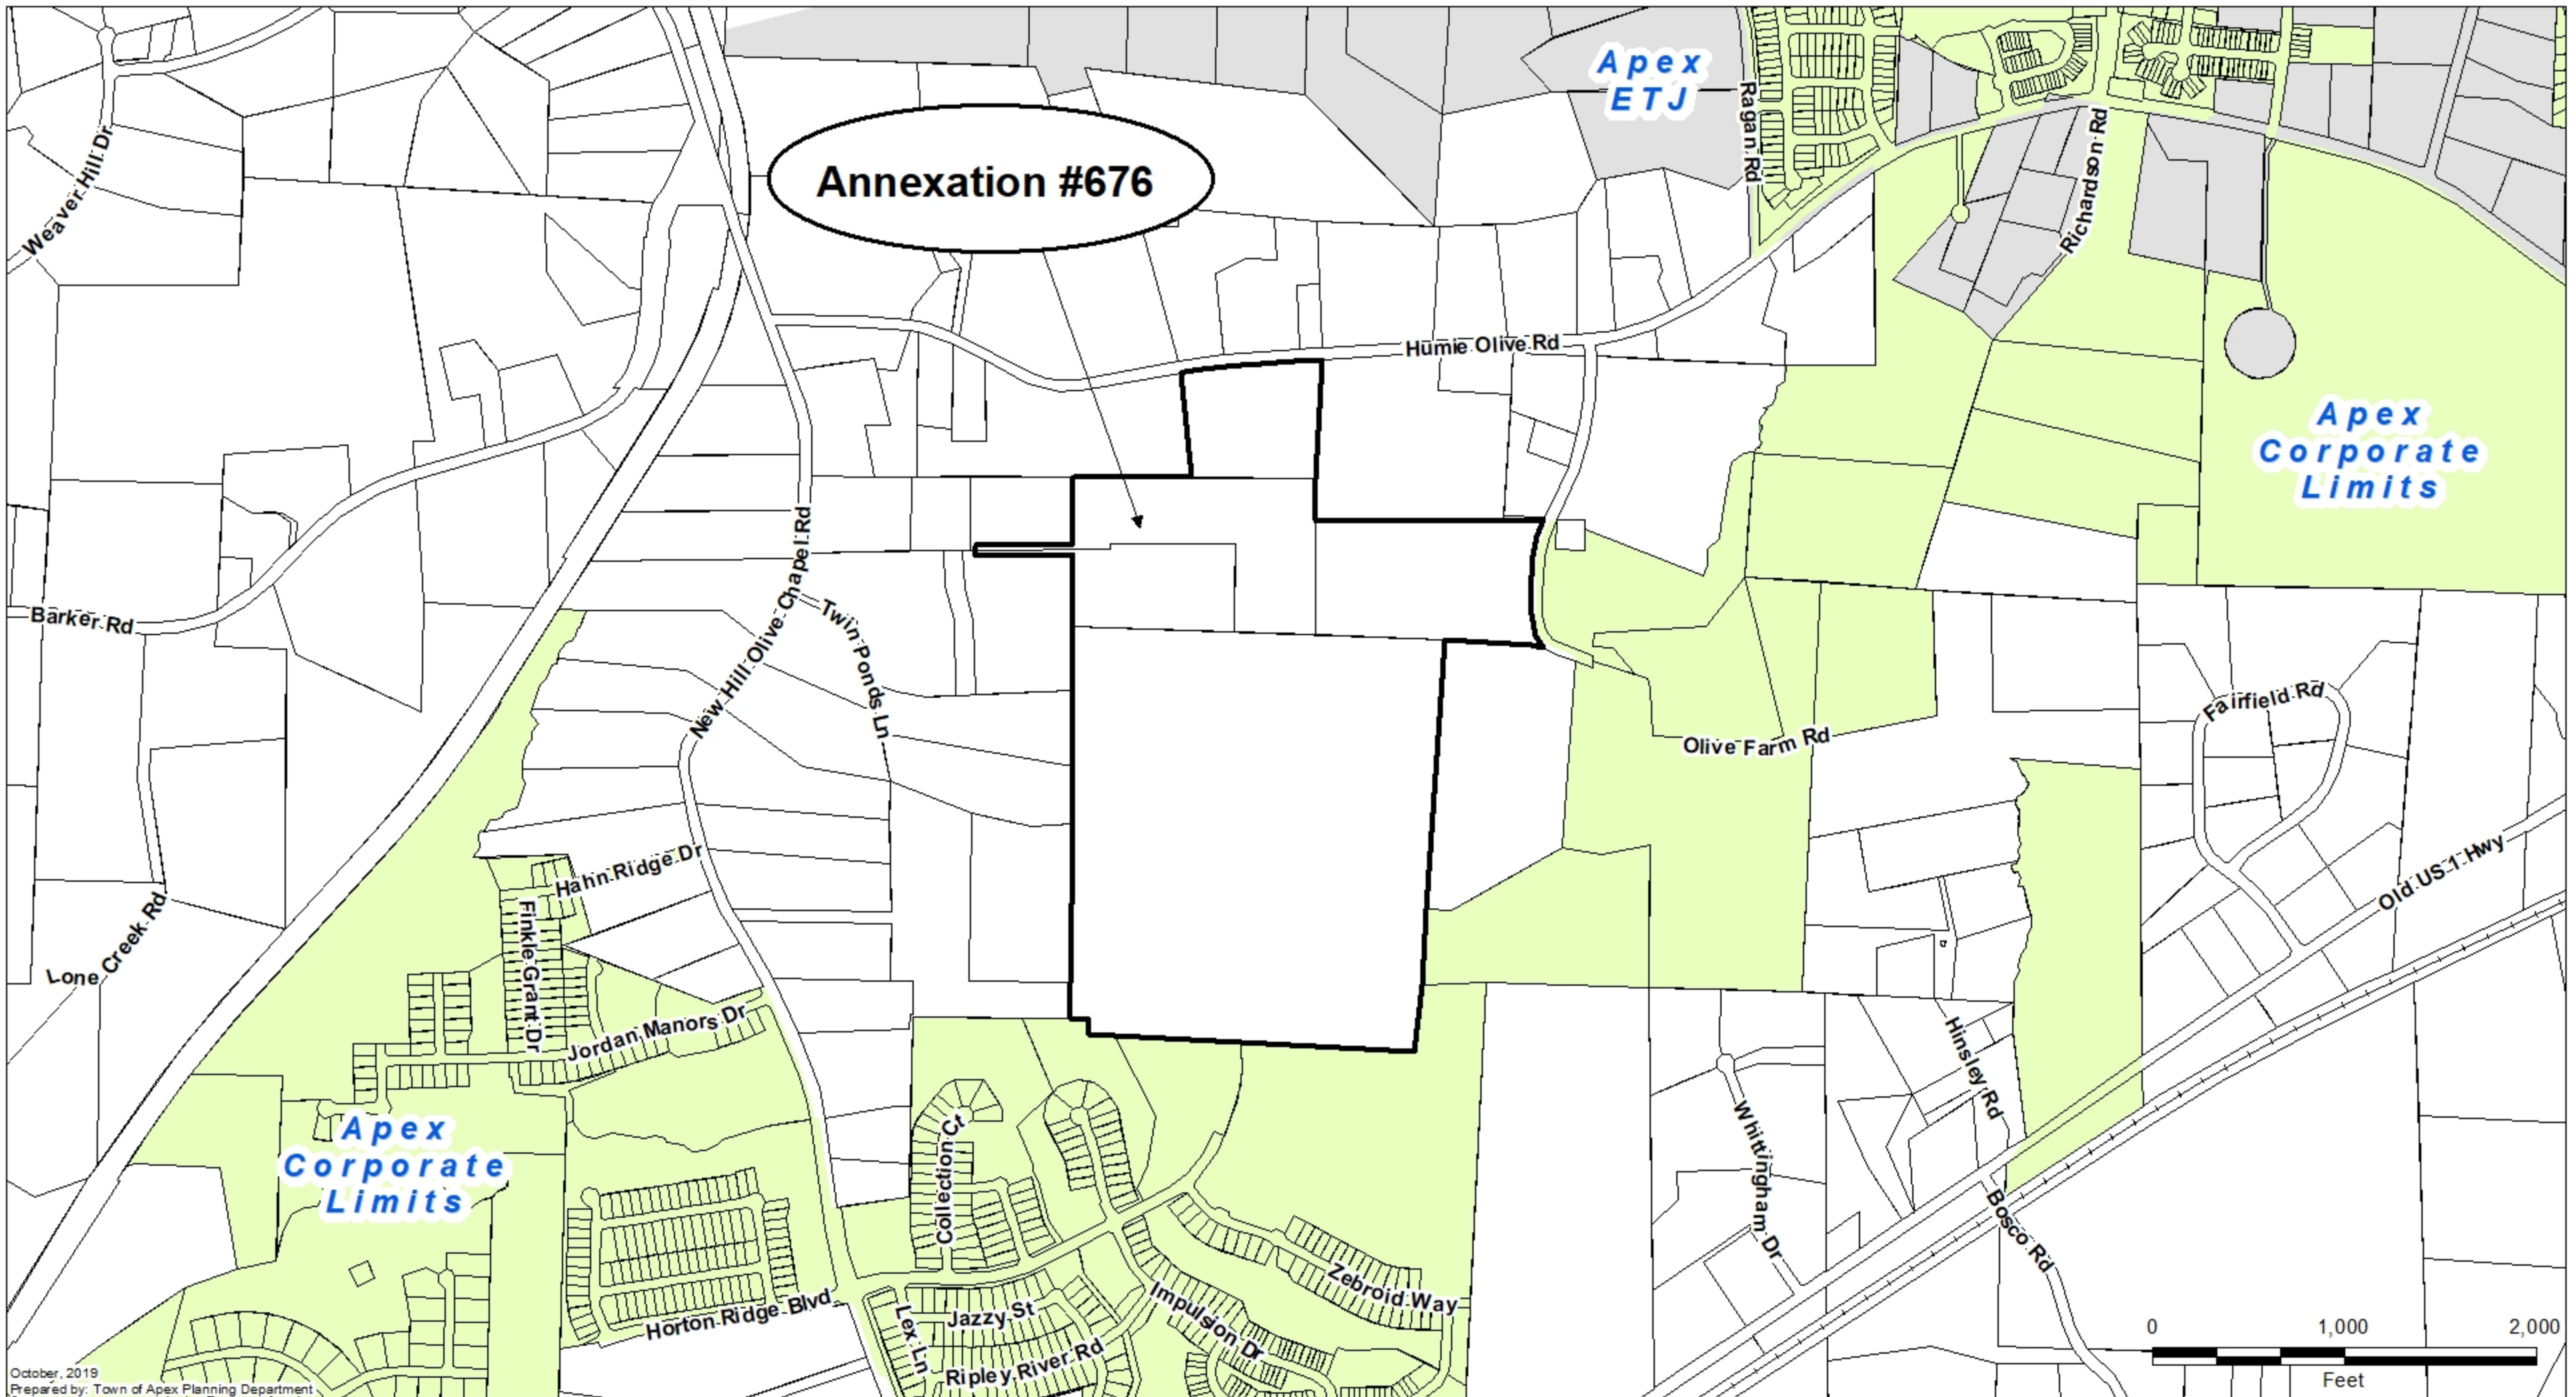 Apex
ETJ
Ragan Rd
Richardson Rd
Weaver Hill Dr
Annexation #676
Humie Olive Rd
Apex
Corporate
Limits
New Hill Olive Chapel Rd
Barker Rd
Twin Ponds Ln
Fairfield Rd
Olive Farm Rd
Old US 1 Hwy
Hahn Ridge Dr
Finkle Grant Dr
Lone Creek Rd
Jordan Manors Dr
Hinsley Rd
Apex
Corporate
Limits
Collection Ct
Whittingham Dr
Bosco Rd
Zebroid Way
Impulsion Dr
Horton Ridge Blvd
Jazzy St
Lex Ln
Ripley River Rd
0 1,000 2,000
Feet
October, 2019
Prepared by: Town of Apex Planning Department